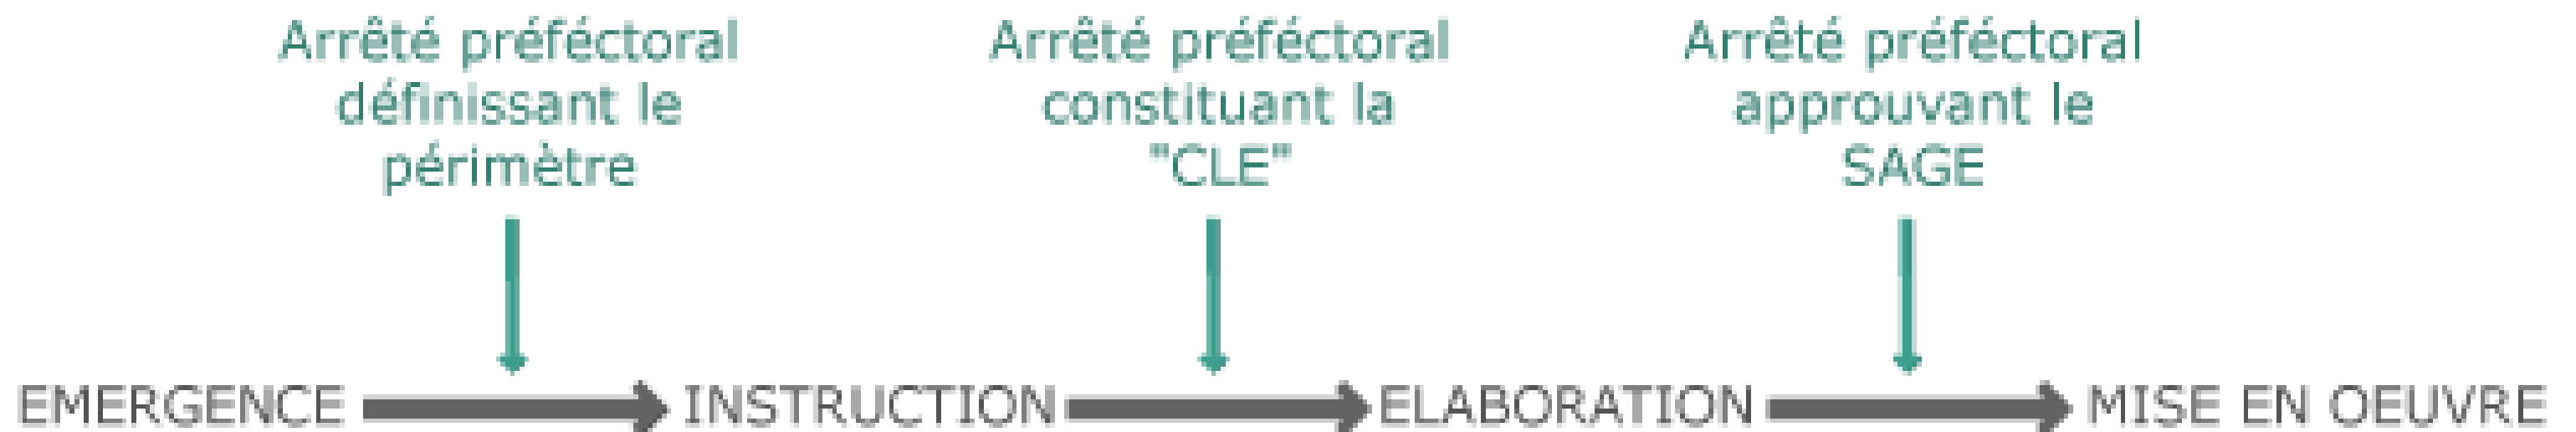 Arrêté préféctoral
définissant le
périmètre
Arrêté préféctoral
constituant la
"CLE"
Arrêté préféctoral
approuvant le
SAGE
EMERGENCE
INSTRUCTION
ELABORATION
MISE EN OEUVRE